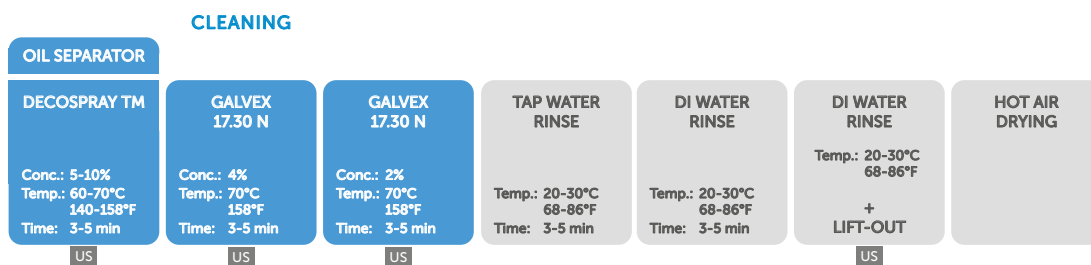 CLEANING
OIL SEPARATOR
DECOSPRAY TM
Conc.: 5-10%
Temp.: 60-70°C
140-158°F
Time: 3-5 min
US
GALVEX
17.30 N
Conc.: 4%
Temp.: 70°C
158°F
Time: 3-5 min
US
GALVEX
17.30 N
Conc.: 2%
Temp.: 70°C
158°F
Time: 3-5 min
US
TAP WATER
RINSE
Temp.: 20-30°C
68-86°F
Time: 3-5 min
DI WATER
RINSE
Temp.: 20-30°C
68-86°F
Time: 3-5 min
DI WATER
RINSE
Temp.: 20-30°C
68-86°F
+
LIFT-OUT
US
HOT AIR
DRYING